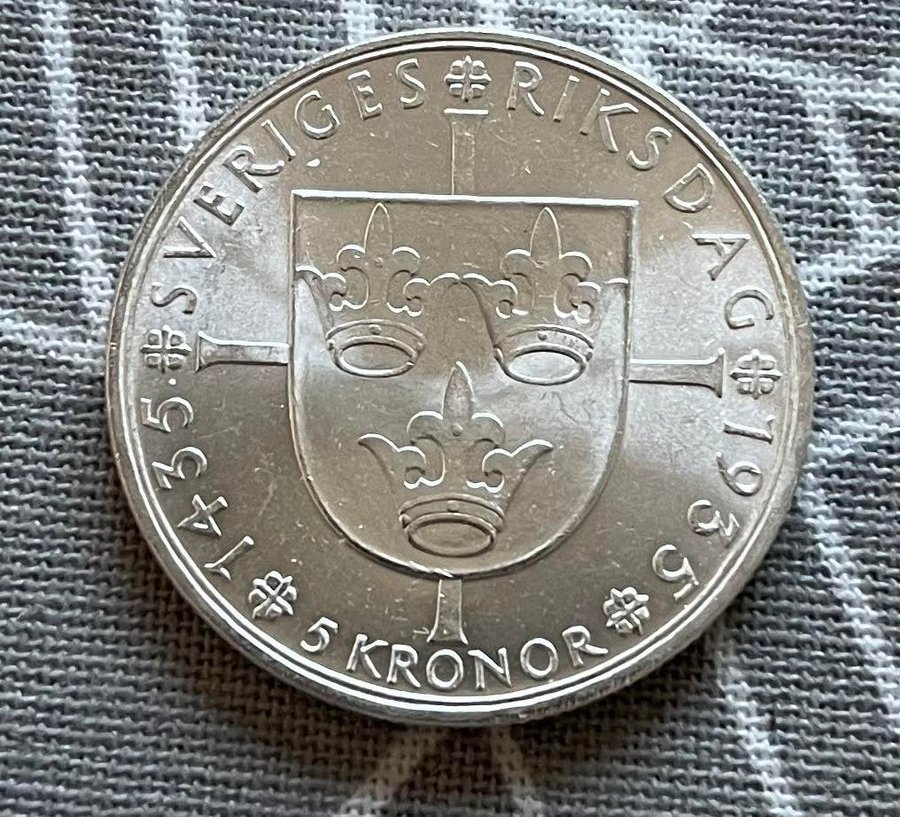 SVERIGES RIKSDAG
1435
1935
5 KRONOR